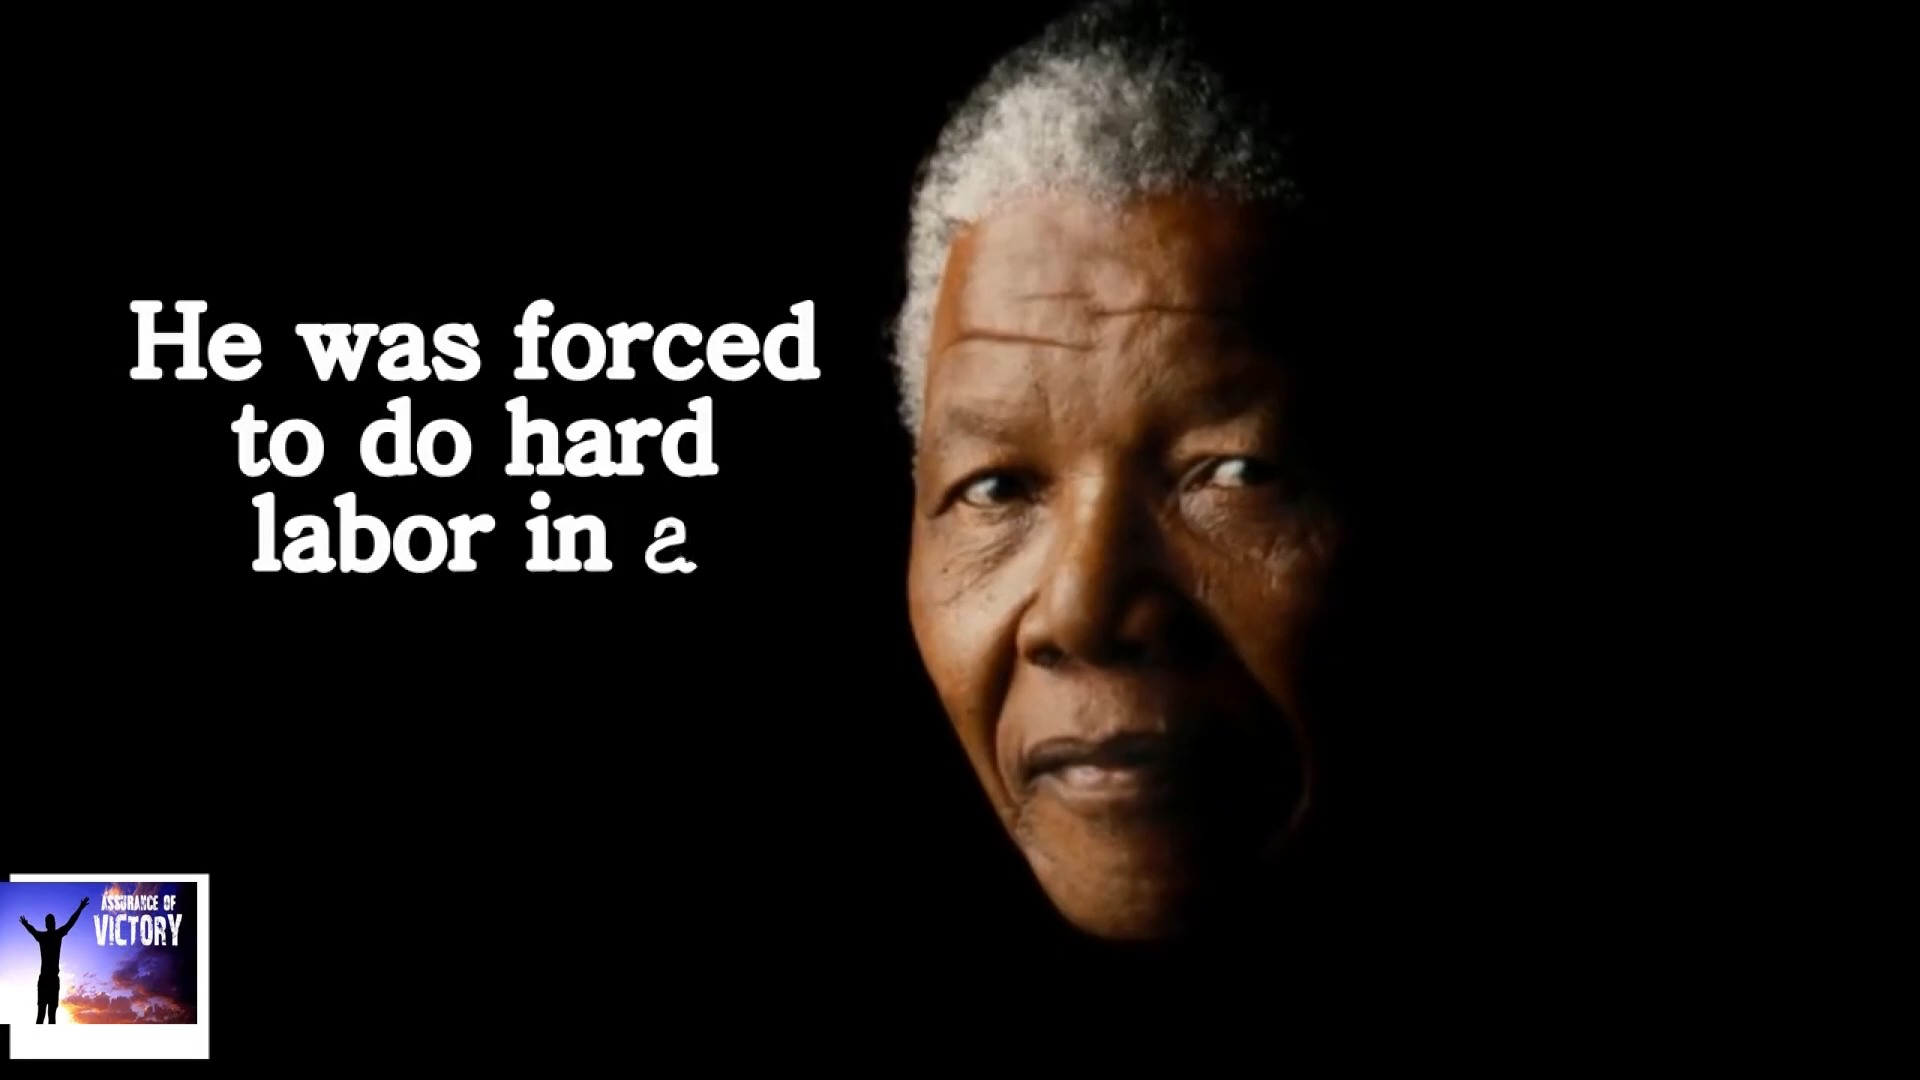 He was forced
to do hard
labor in a
ASSURANCE OF
VICTORY